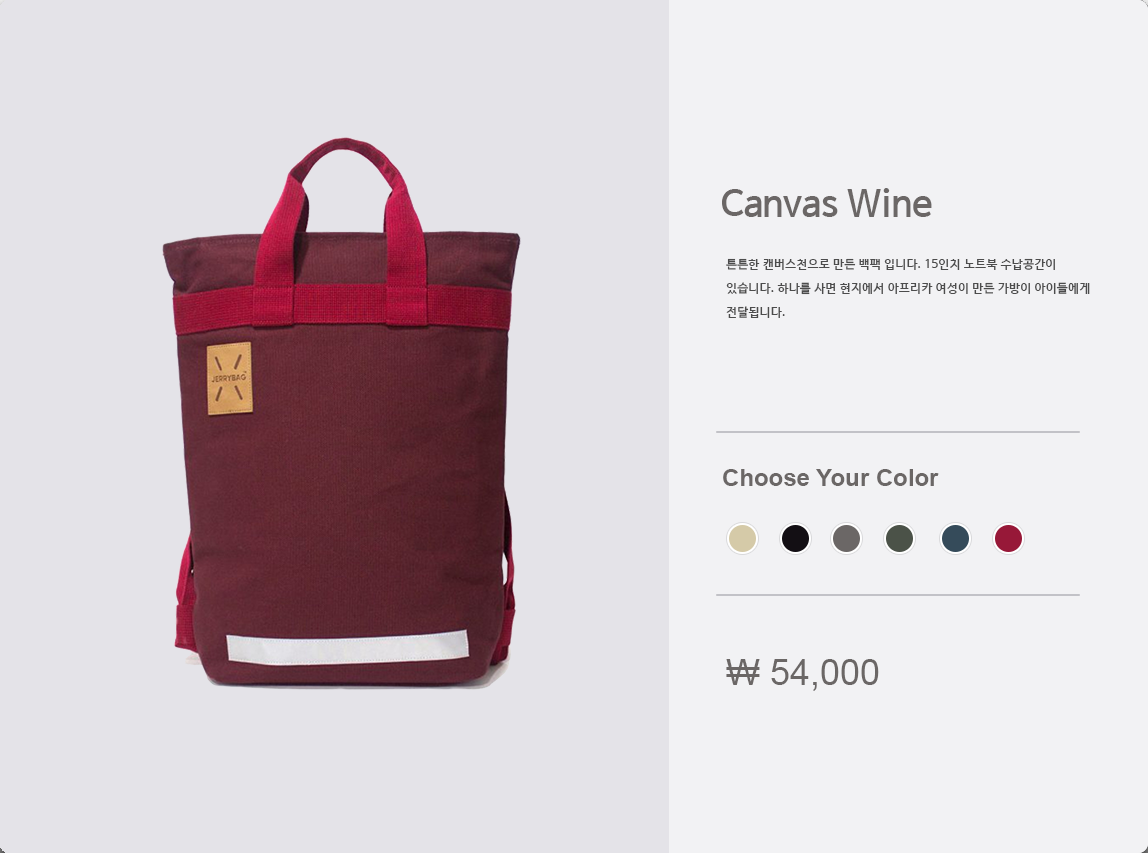 JERRYBAG
Canvas Wine
튼튼한 캔버스천으로 만든 백팩 입니다. 15인치 노트북 수납공간이
있습니다. 하나를 사면 현지에서 아프리카 여성이 만든 가방이 아이들에게
전달됩니다.
Choose Your Color
₩ 54,000